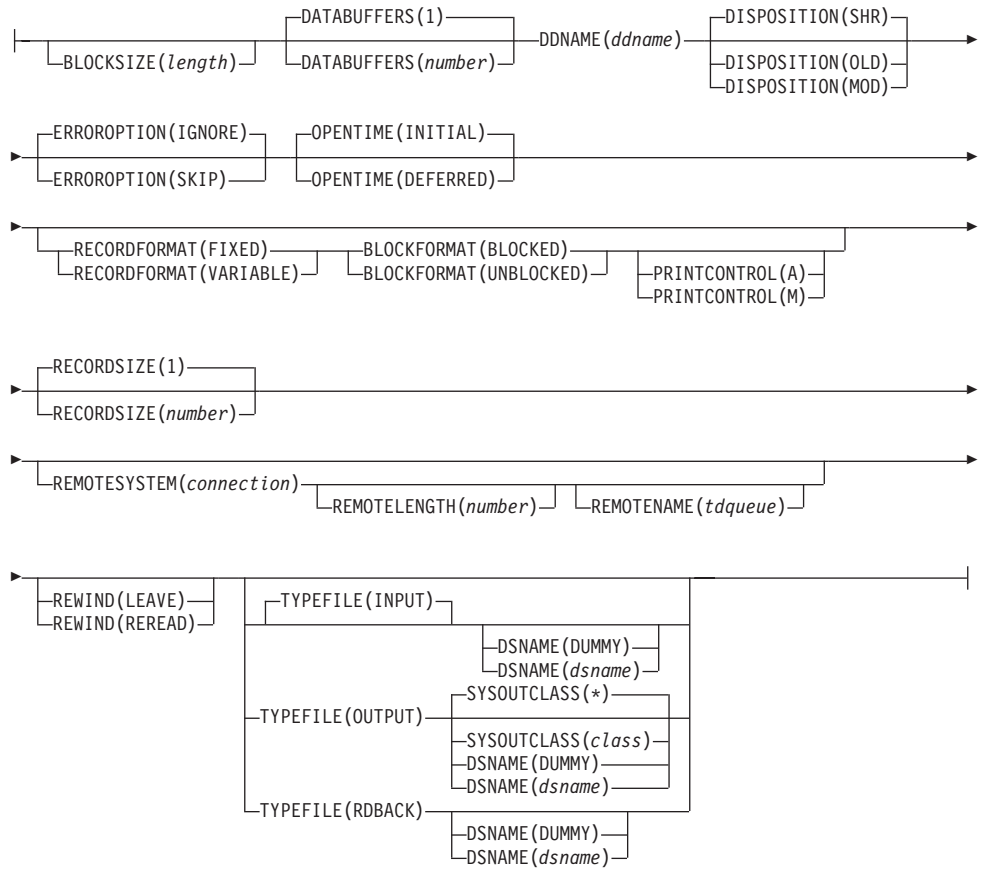 DATABUFFERS(1) DISPOSITION(SHR)
DDNAME(ddname)
BLOCKSIZE(length) DATABUFFERS(number) DISPOSITION(OLD)
DISPOSITION(MOD)
ERROROPTION(IGNORE) OPENTIME(INITIAL)
ERROROPTION(SKIP) OPENTIME(DEFERRED)
RECORDFORMAT(FIXED) BLOCKFORMAT(BLOCKED)
RECORDFORMAT(VARIABLE) BLOCKFORMAT(UNBLOCKED) PRINTCONTROL(A)
PRINTCONTROL(M)
RECORDSIZE(1)
RECORDSIZE(number)
REMOTESYSTEM(connection)
REMOTELENGTH(number) REMOTENAME(tdqueue)
REWIND(LEAVE) TYPEFILE(INPUT)
REWIND(REREAD)
DSNAME(DUMMY)
DSNAME(dsname)
SYSOUTCLASS(*)
TYPEFILE(OUTPUT)
SYSOUTCLASS(class)
DSNAME(DUMMY)
DSNAME(dsname)
TYPEFILE(RDBACK)
DSNAME(DUMMY)
DSNAME(dsname)